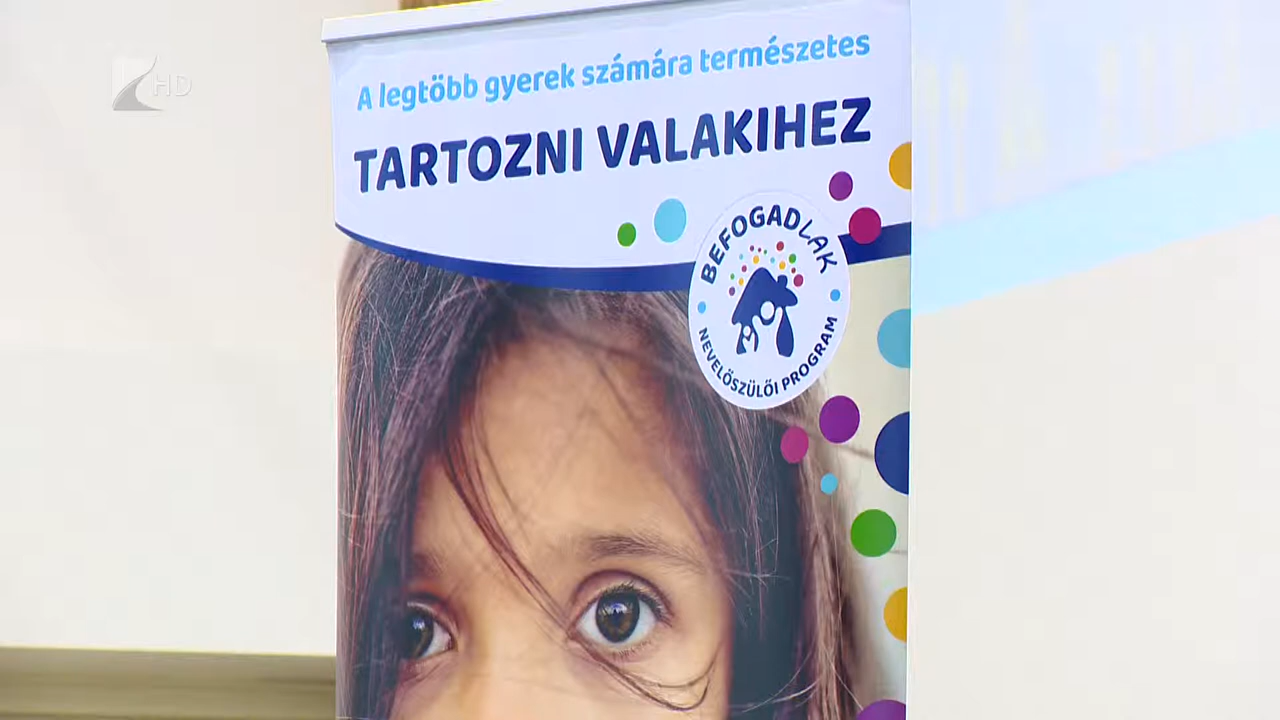 HD
A legtöbb gyerek számára természetes
TARTOZNI VALAKIHEZ
BEFOGADLAK
NEVELŐSZÜLŐI PROGRAM